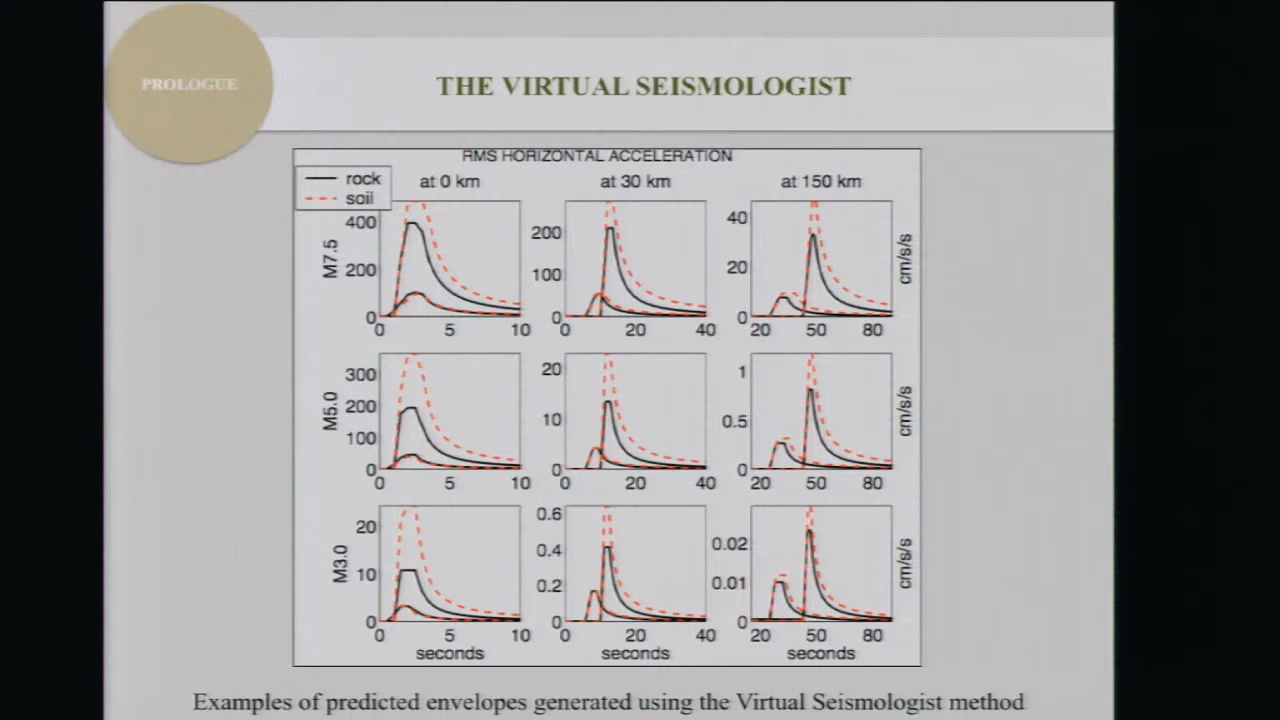 PROLOGUE
THE VIRTUAL SEISMOLOGIST
RMS HORIZONTAL ACCELERATION
rock
soil
at 0 km at 30 km at 150 km
M7.5
400
200
0
0 5 10
200
100
0
0 20 40
40
20
0
20 50 80
cm/s/s
M5.0
300
200
100
0
0 5 10
20
10
0
0 20 40
1
0.5
0
20 50 80
cm/s/s
M3.0
20
10
0
0 5 10
seconds
0.6
0.4
0.2
0
0 20 40
seconds
0.02
0.01
0
20 50 80
seconds
cm/s/s
Examples of predicted envelopes generated using the Virtual Seismologist method